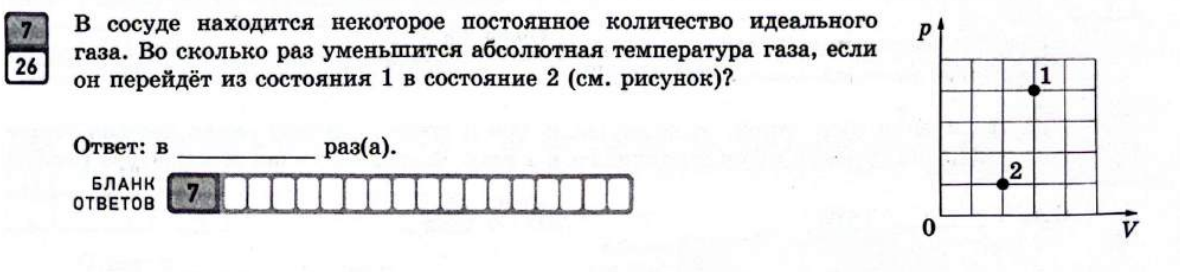 7
26
В сосуде находится некоторое постоянное количество идеального
газа. Во сколько раз уменьшится абсолютная температура газа, если
он перейдёт из состояния 1 в состояние 2 (см. рисунок)?
Ответ: в ____________ раз(а).
БЛАНК
ОТВЕТОВ
7
p
1
2
0
V